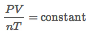 PV/nT = constant